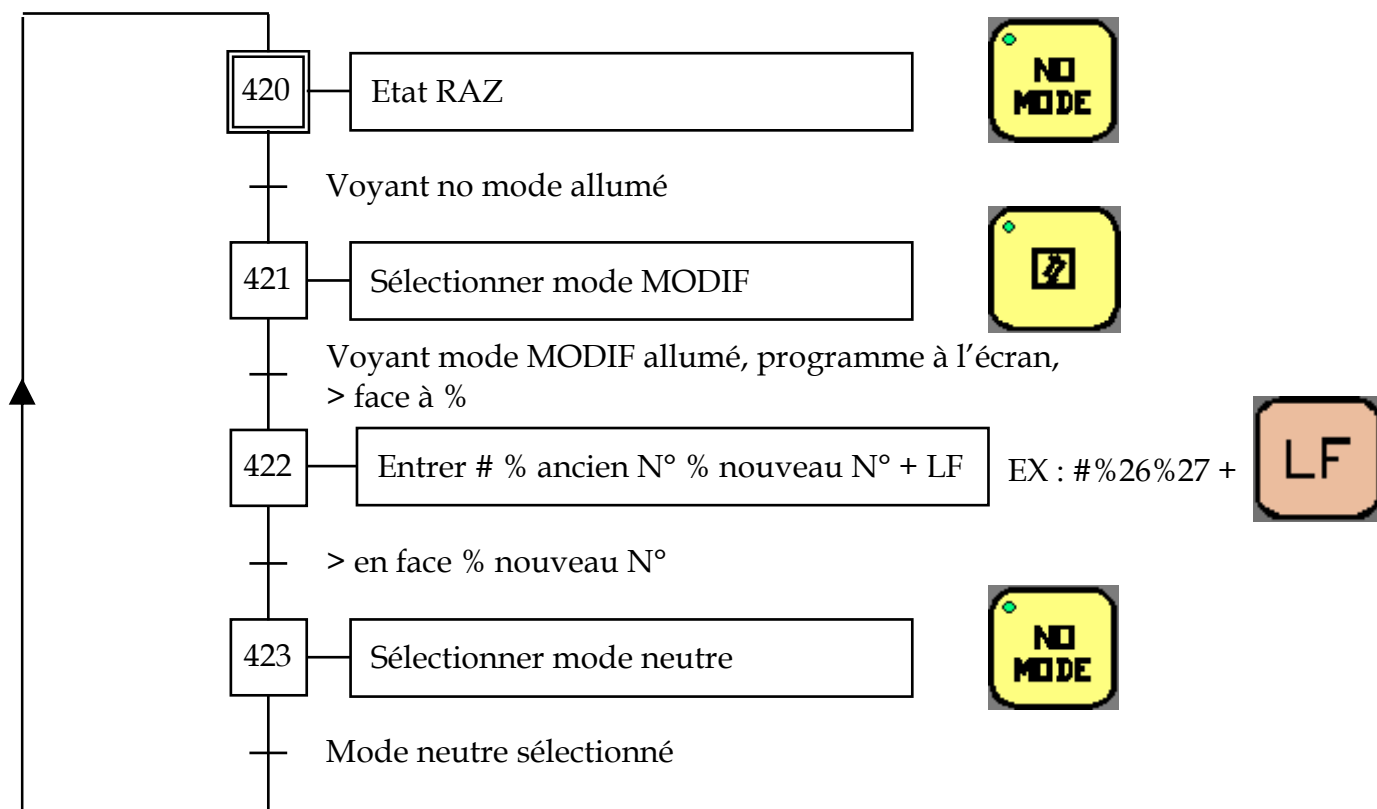 420
Etat RAZ
NO
MODE
Voyant no mode allumé
421
Sélectionner mode MODIF
Voyant mode MODIF allumé, programme à l’écran,
> face à %
422
Entrer # % ancien N° % nouveau N° + LF
EX : #%26%27 +
LF
> en face % nouveau N°
423
Sélectionner mode neutre
NO
MODE
Mode neutre sélectionné